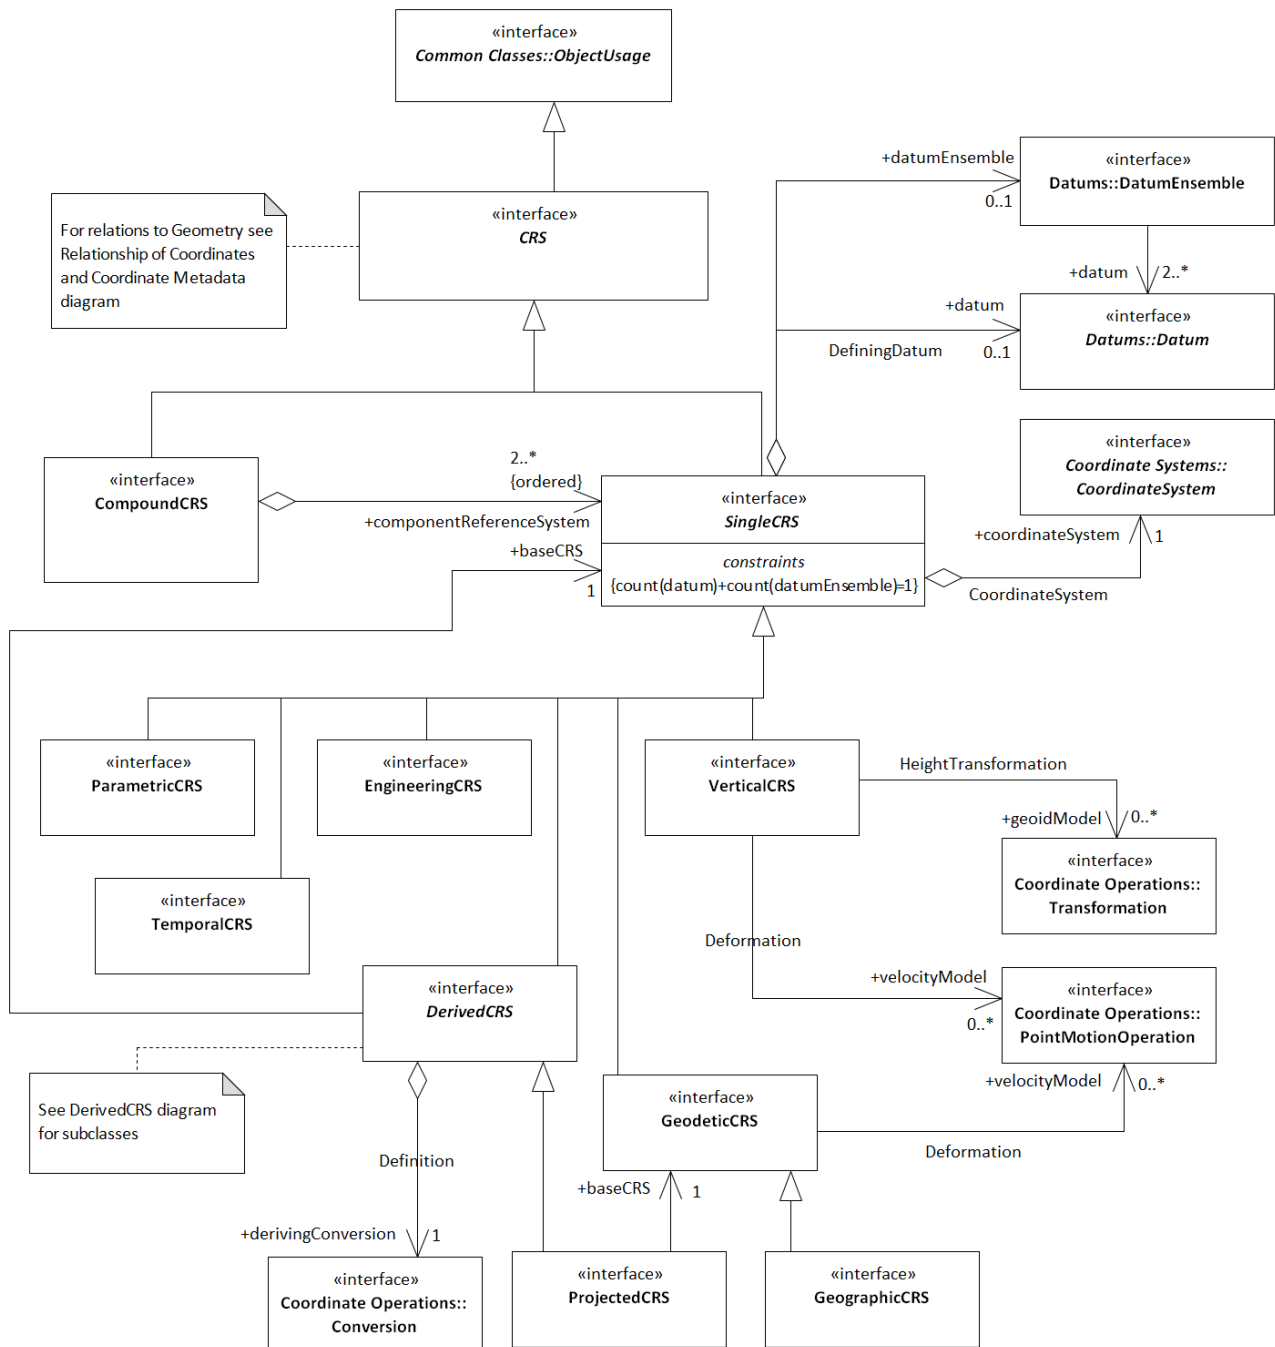 «interface»
Common Classes::ObjectUsage
«interface»
CRS
For relations to Geometry see
Relationship of Coordinates
and Coordinate Metadata
diagram
+datumEnsemble
0..1
«interface»
Datums::DatumEnsemble
+datum
2..*
+datum
DefiningDatum
0..1
«interface»
Datums::Datum
«interface»
CompoundCRS
2..*
{ordered}
+componentReferenceSystem
+baseCRS
1
«interface»
SingleCRS
constraints
{count(datum)+count(datumEnsemble)=1}
«interface»
Coordinate Systems::
CoordinateSystem
+coordinateSystem
1
CoordinateSystem
«interface»
ParametricCRS
«interface»
EngineeringCRS
«interface»
VerticalCRS
HeightTransformation
+geoidModel
0..*
«interface»
Coordinate Operations::
Transformation
«interface»
TemporalCRS
Deformation
+velocityModel
0..*
«interface»
Coordinate Operations::
PointMotionOperation
+velocityModel
0..*
«interface»
DerivedCRS
See DerivedCRS diagram
for subclasses
«interface»
GeodeticCRS
Deformation
Definition
+derivingConversion
1
+baseCRS
1
«interface»
Coordinate Operations::
Conversion
«interface»
ProjectedCRS
«interface»
GeographicCRS